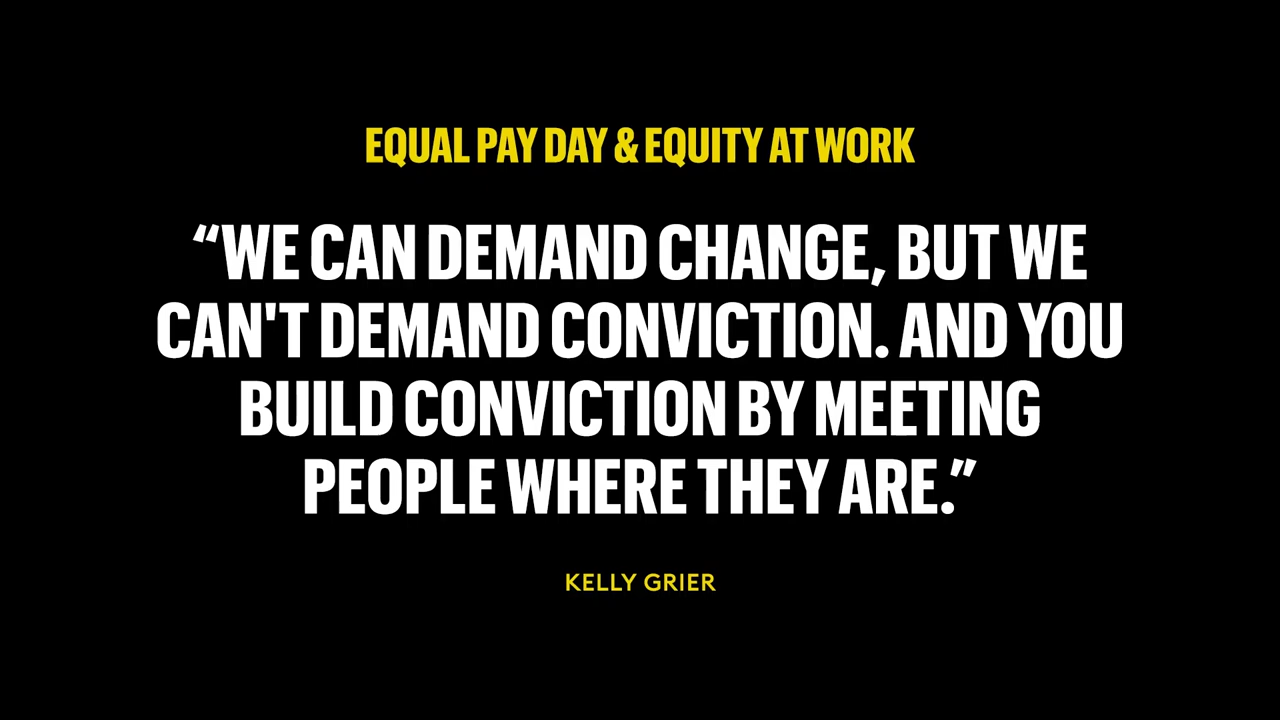 EQUAL PAY DAY & EQUITY AT WORK
“WE CAN DEMAND CHANGE, BUT WE
CAN'T DEMAND CONVICTION. AND YOU
BUILD CONVICTION BY MEETING
PEOPLE WHERE THEY ARE.”
KELLY GRIER